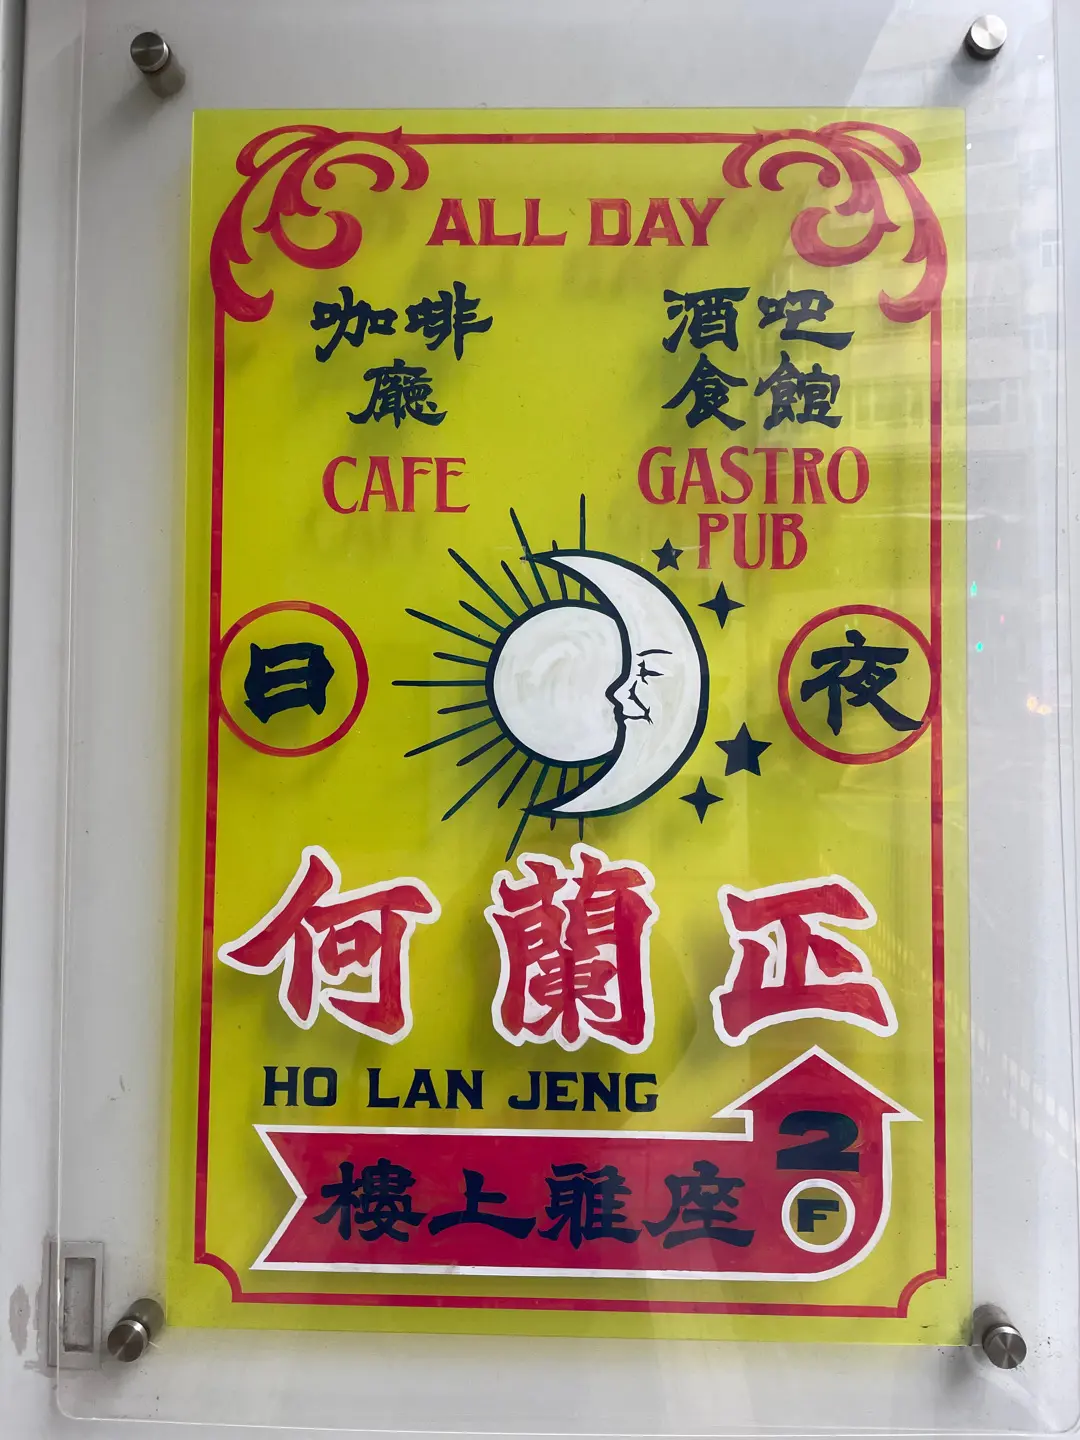 ALL DAY
咖啡
廳
CAFE
酒吧
食館
GASTRO
PUB
日
夜
何蘭正
HO LAN JENG
樓上雅座
2
F